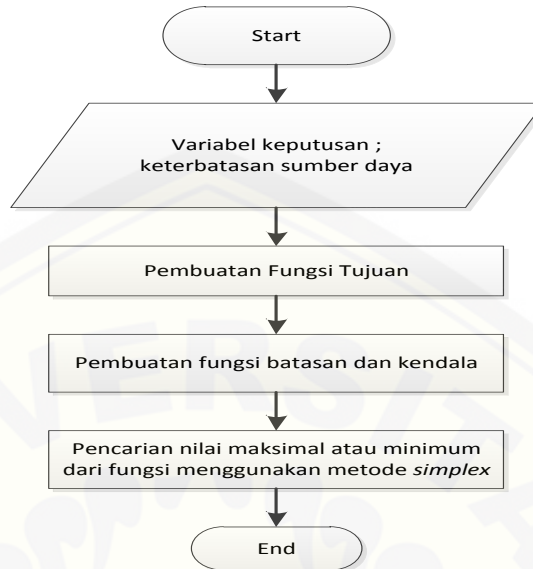 Start
Variabel keputusan ;
keterbatasan sumber daya
Pembuatan Fungsi Tujuan
Pembuatan fungsi batasan dan kendala
Pencarian nilai maksimal atau minimum
dari fungsi menggunakan metode simplex
End